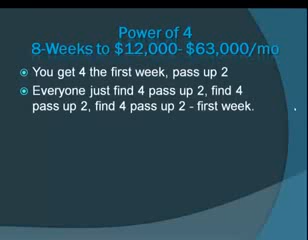 Power of 4
8-Weeks to $12,000- $63,000/mo
You get 4 the first week, pass up 2
Everyone just find 4 pass up 2, find 4
pass up 2, find 4 pass up 2 - first week.